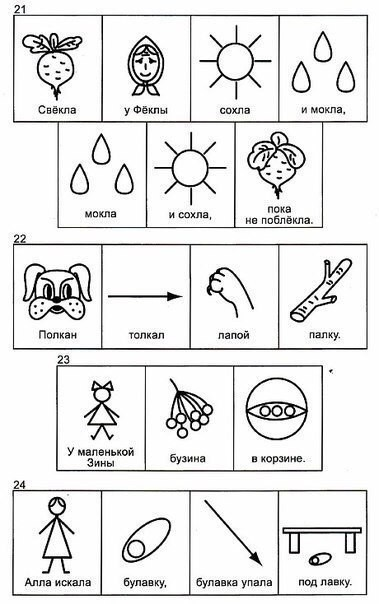 21
Свёкла у Фёклы сохла и мокла,
мокла и сохла, пока
не поблёкла.
22
Полкан толкал лапой палку.
23
У маленькой
Зины бузина в корзине.
24
Алла искала булавку, булавка упала под лавку.